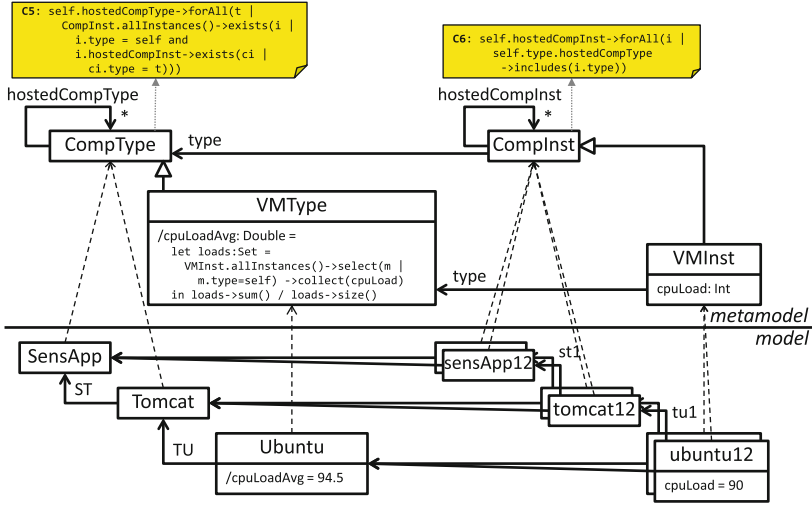 C5: self.hostedCompType->forAll(t |
CompInst.allInstances()->exists(i |
i.type = self and
i.hostedCompInst->exists(ci |
ci.type = t)))
C6: self.hostedCompInst->forAll(i |
self.type.hostedCompType
->includes(i.type))
hostedCompType
*
hostedCompInst
*
CompType
type
CompInst
VMType
/cpuLoadAvg: Double =
let loads:Set =
VMInst.allInstances()->select(m |
m.type=self) ->collect(cpuLoad)
in loads->sum() / loads->size()
type
VMInst
cpuLoad: Int
metamodel
model
SensApp
sensApp12
st1
ST
Tomcat
tomcat12
tu1
TU
Ubuntu
/cpuLoadAvg = 94.5
ubuntu12
cpuLoad = 90